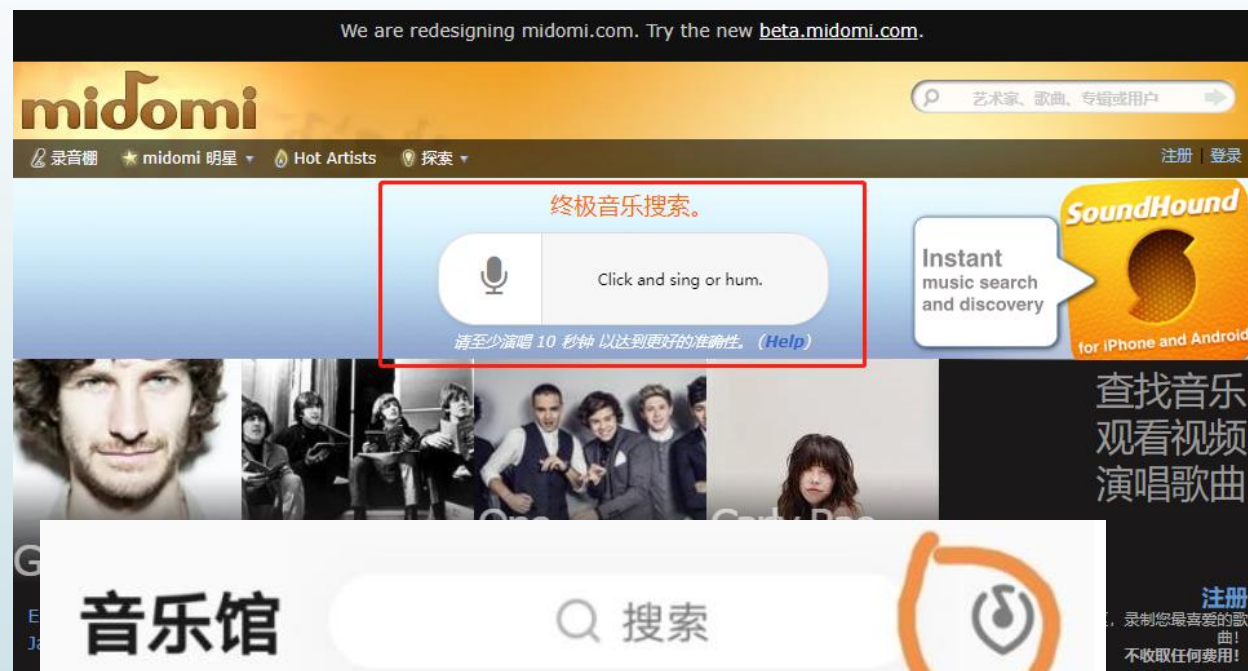 We are redesigning midomi.com. Try the new beta.midomi.com.
midomi
艺术家、歌曲、专辑或用户
录音棚 midomi 明星 Hot Artists 探索
注册 | 登录
终极音乐搜索。
Click and sing or hum.
请至少演唱 10 秒钟 以达到更好的准确性。 (Help)
Instant
music search
and discovery
SoundHound
for iPhone and Android
查找音乐
观看视频
演唱歌曲
One
Carly Rae
G
E
Ja
注册
，录制您最喜爱的歌
曲!
不收取任何费用!
音乐馆
搜索